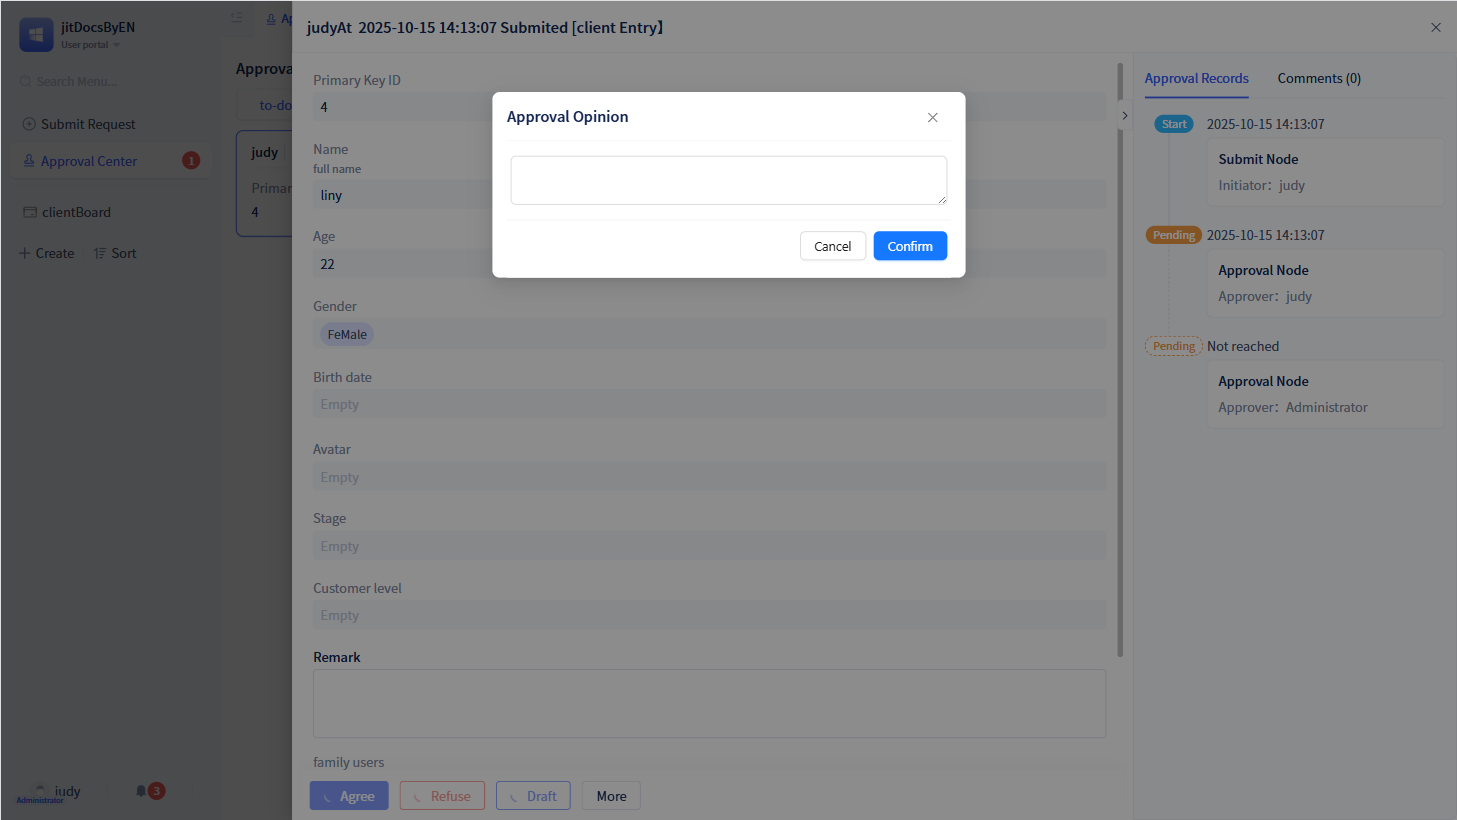 jitDocsByEN
User portal
Search Menu...
Submit Request
Approval Center
1
clientBoard
Create
Sort
judy
Administrator
3
Approva
to-do
judy
Primar
4
judyAt 2025-10-15 14:13:07 Submited [client Entry】
Primary Key ID
4
Name
full name
liny
Age
22
Gender
FeMale
Birth date
Empty
Avatar
Empty
Stage
Empty
Customer level
Empty
Remark
family users
Agree
Refuse
Draft
More
Approval Opinion
Cancel
Confirm
Approval Records
Comments (0)
Start
2025-10-15 14:13:07
Submit Node
Initiator：judy
Pending
2025-10-15 14:13:07
Approval Node
Approver：judy
Pending
Not reached
Approval Node
Approver：Administrator